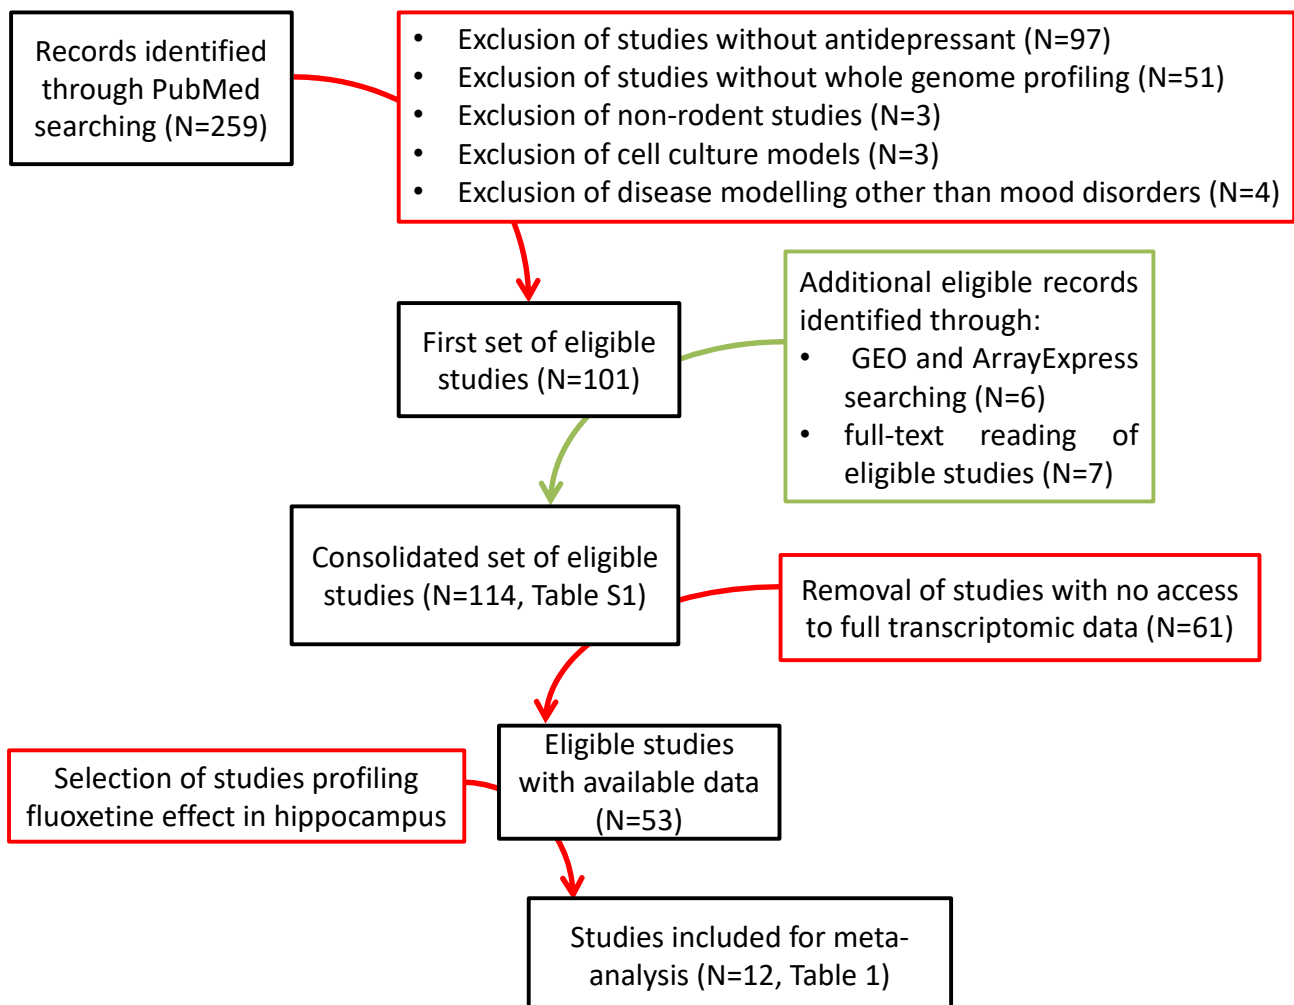 Records identified
through PubMed
searching (N=259)
• Exclusion of studies without antidepressant (N=97)
• Exclusion of studies without whole genome profiling (N=51)
• Exclusion of non-rodent studies (N=3)
• Exclusion of cell culture models (N=3)
• Exclusion of disease modelling other than mood disorders (N=4)
First set of eligible
studies (N=101)
Additional eligible records
identified through:
• GEO and ArrayExpress
searching (N=6)
• full-text reading of
eligible studies (N=7)
Consolidated set of eligible
studies (N=114, Table S1)
Removal of studies with no access
to full transcriptomic data (N=61)
Eligible studies
with available data
(N=53)
Selection of studies profiling
fluoxetine effect in hippocampus
Studies included for meta-
analysis (N=12, Table 1)